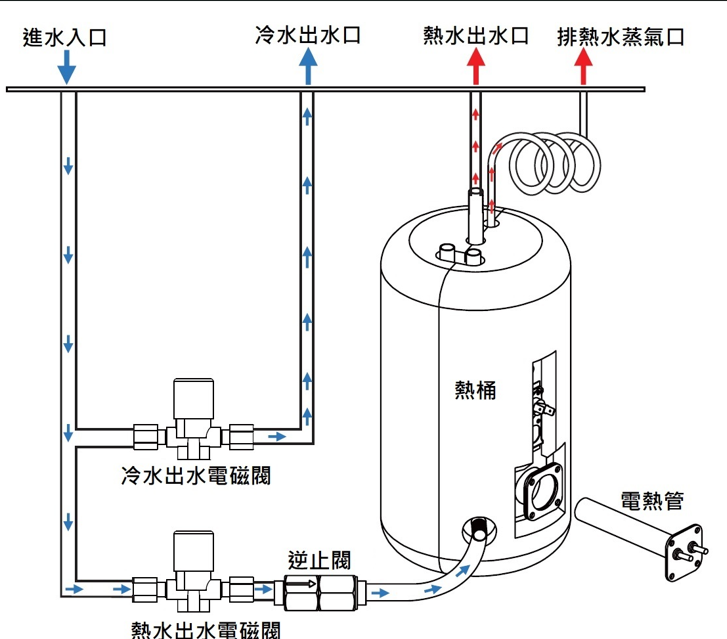 進水入口
冷水出水口
熱水出水口
排熱水蒸氣口
熱桶
冷水出水電磁閥
電熱管
逆止閥
熱水出水電磁閥